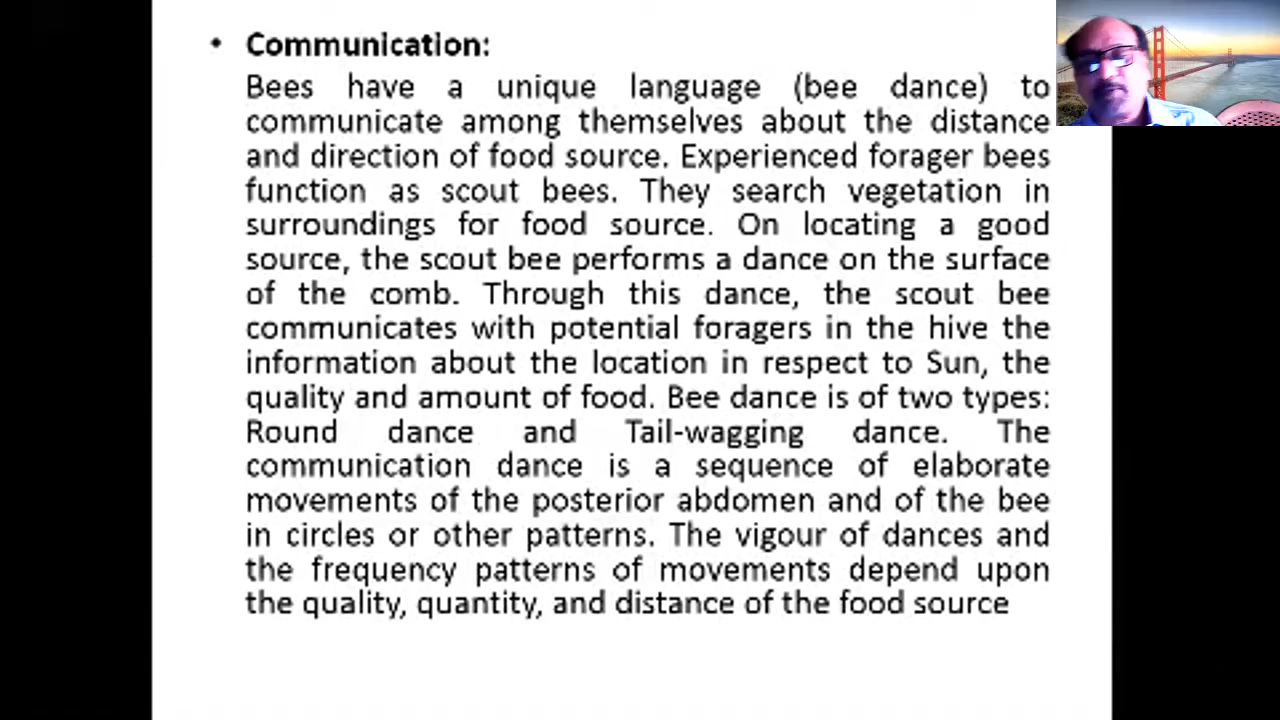 • Communication:
Bees have a unique language (bee dance) to
communicate among themselves about the distance
and direction of food source. Experienced forager bees
function as scout bees. They search vegetation in
surroundings for food source. On locating a good
source, the scout bee performs a dance on the surface
of the comb. Through this dance, the scout bee
communicates with potential foragers in the hive the
information about the location in respect to Sun, the
quality and amount of food. Bee dance is of two types:
Round dance and Tail-wagging dance. The
communication dance is a sequence of elaborate
movements of the posterior abdomen and of the bee
in circles or other patterns. The vigour of dances and
the frequency patterns of movements depend upon
the quality, quantity, and distance of the food source